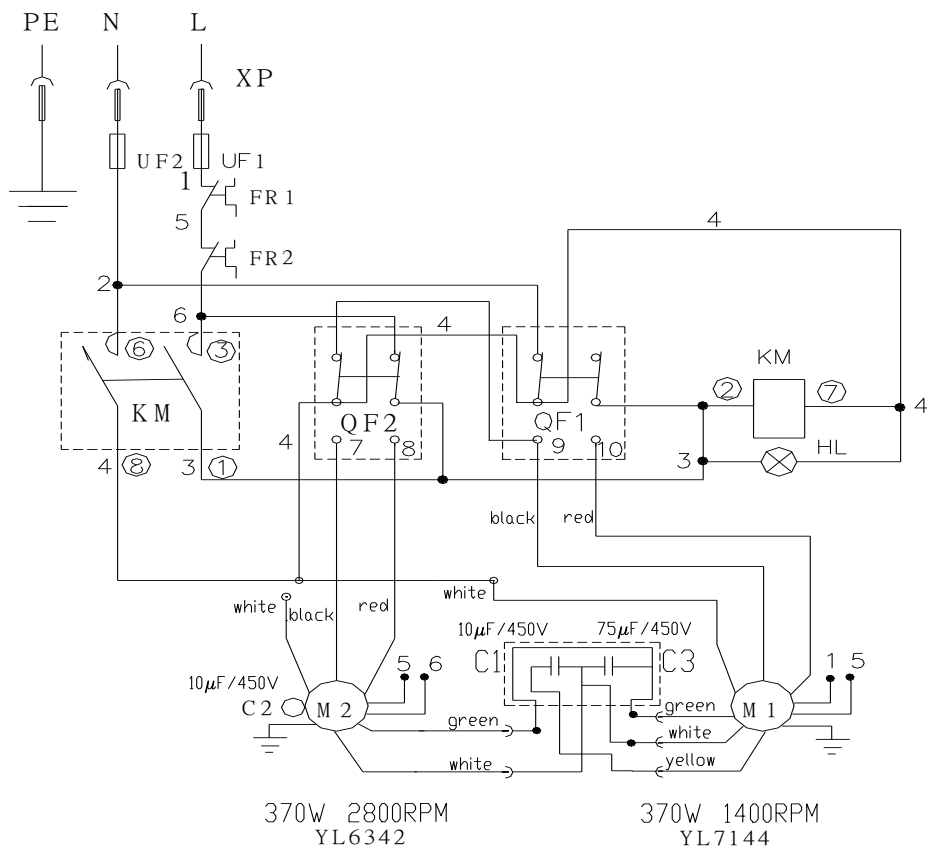 PE N L
XP
UF2 UF1
1
FR1
5
FR2
4
2
6
4
6 3
KM
2 7
KM
4
QF2
QF1
4
7 8
9 10
HL
4 8 3 1
3
black red
white black red
white
10μF/450V 75μF/450V
C1 C3
5 6
1 5
10μF/450V
C2
M2
M1
green
green
white
white
yellow
370W 2800RPM
YL6342
370W 1400RPM
YL7144